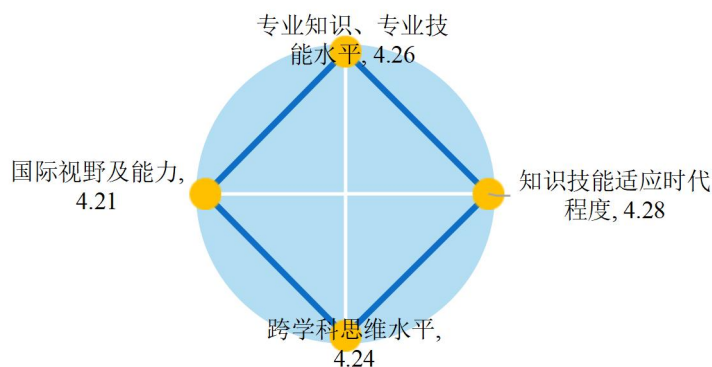 专业知识、专业技
能水平, 4.26
国际视野及能力,
4.21
知识技能适应时代
程度, 4.28
跨学科思维水平,
4.24